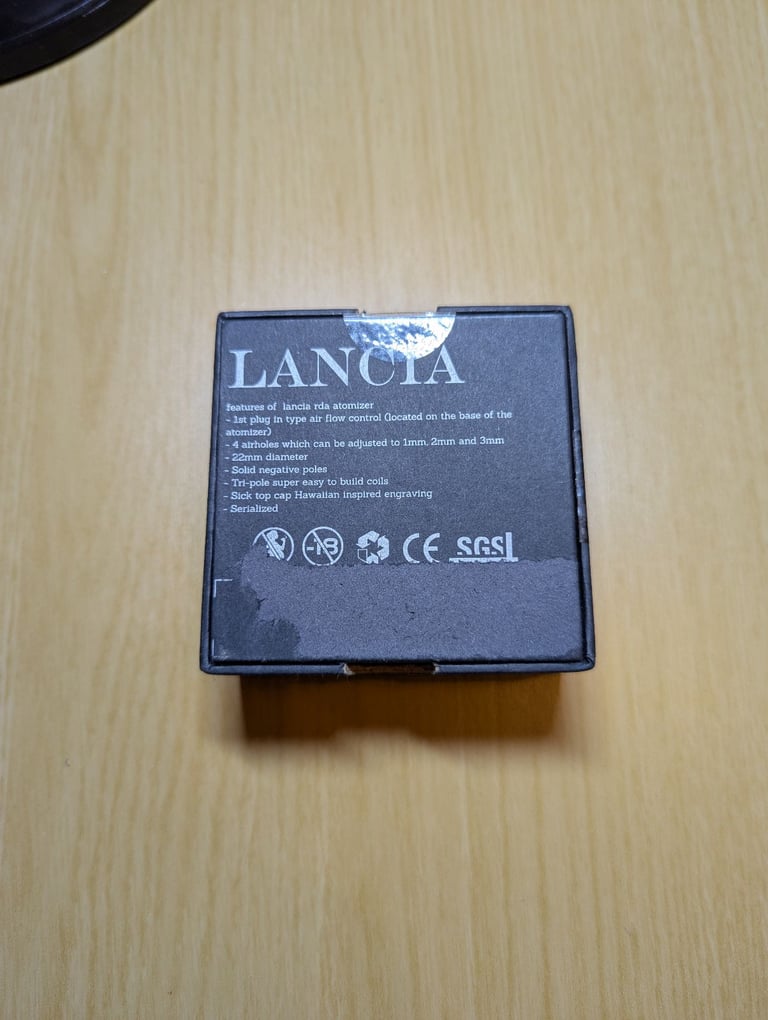 LANCIA
features of lancia rda atomizer
- 1st plug in type air flow control (located on the base of the
atomizer)
- 4 airholes which can be adjusted to 1mm, 2mm and 3mm
- 22mm diameter
- Solid negative poles
- Tri-pole super easy to build coils
- Sick top cap Hawaiian inspired engraving
- Serialized
-18 CE SGS